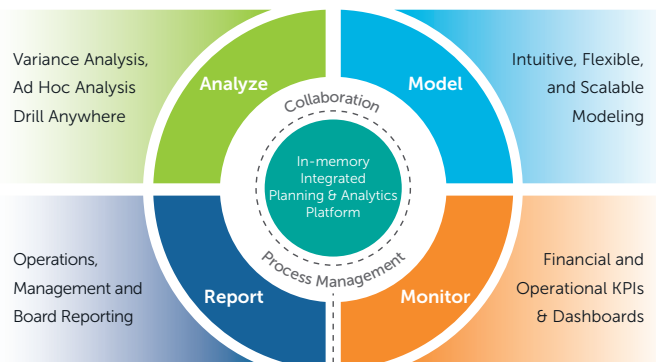 Variance Analysis,
Ad Hoc Analysis
Drill Anywhere
Analyze
Model
Intuitive, Flexible,
and Scalable
Modeling
Collaboration
In-memory
Integrated
Planning & Analytics
Platform
Process Management
Operations,
Management and
Board Reporting
Report
Monitor
Financial and
Operational KPIs
& Dashboards